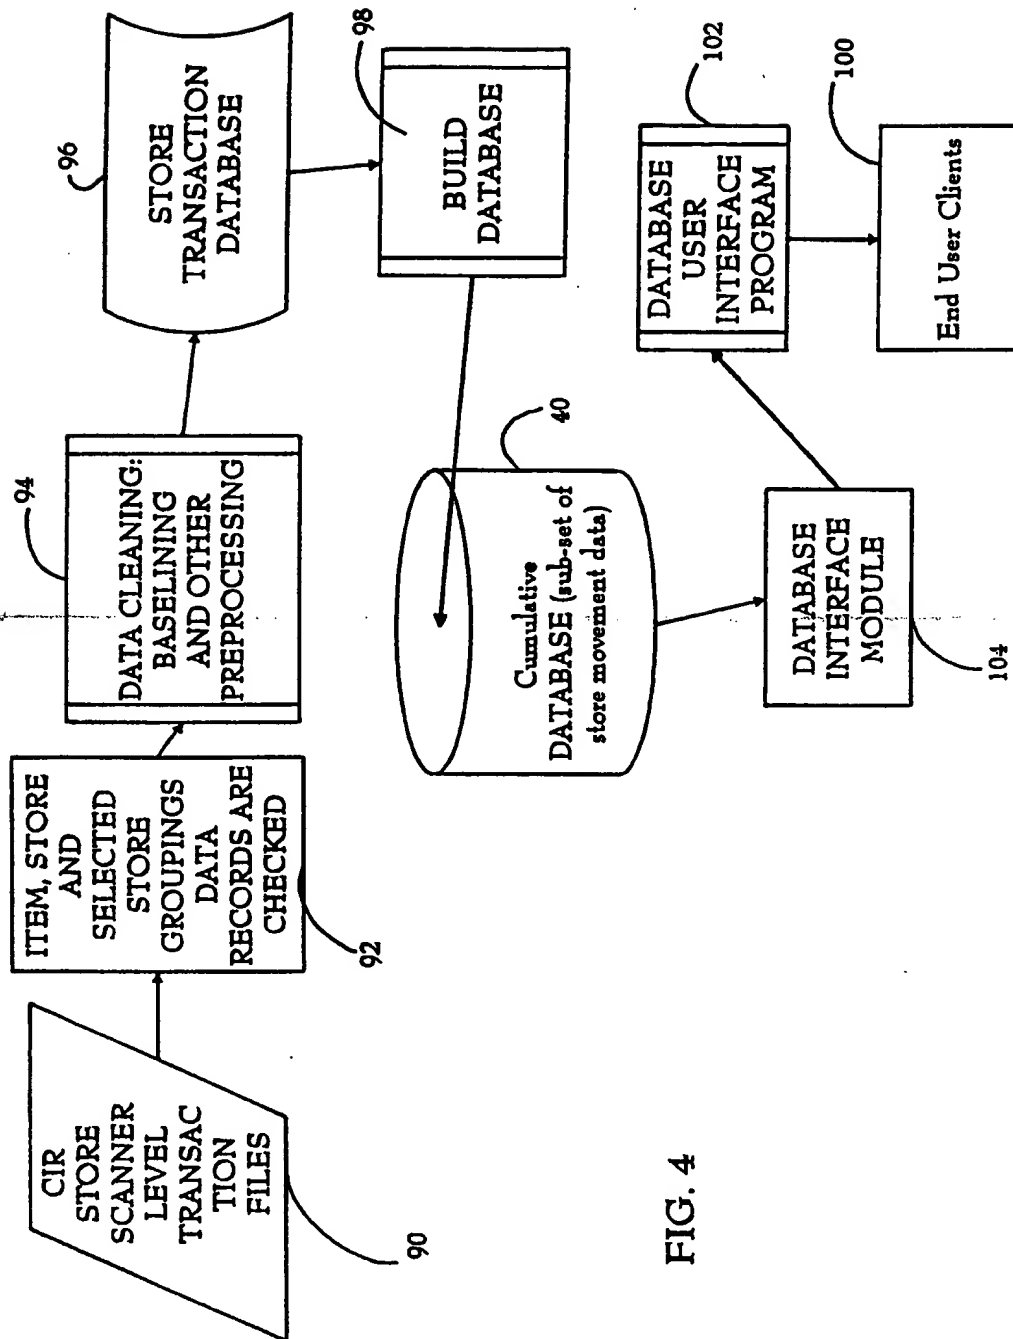 CIR
STORE
SCANNER
LEVEL
TRANSAC
TION
FILES
90
ITEM, STORE
AND
SELECTED
STORE
GROUPINGS
DATA
RECORDS ARE
CHECKED
92
DATA CLEANING:
BASELINING
AND OTHER
PREPROCESSING
94
STORE
TRANSACTION
DATABASE
96
BUILD
DATABASE
98
Cumulative
DATABASE (sub-set of
store movement data)
40
DATABASE
INTERFACE
MODULE
104
DATABASE
USER
INTERFACE
PROGRAM
102
End User Clients
100
FIG. 4